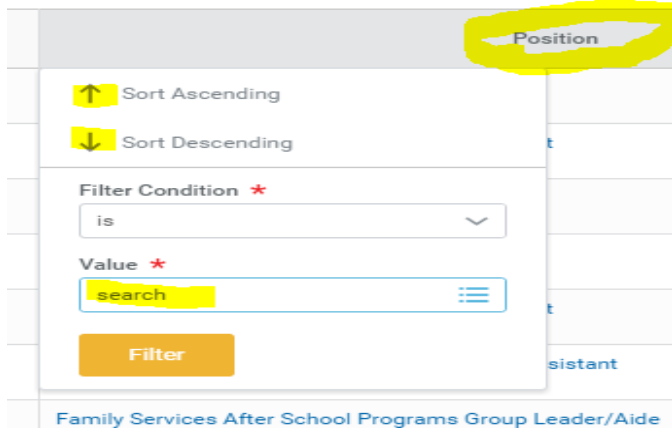 Position
Sort Ascending
Sort Descending
t
Filter Condition *
is
Value *
search
t
Filter
sistant
Family Services After School Programs Group Leader/Aide